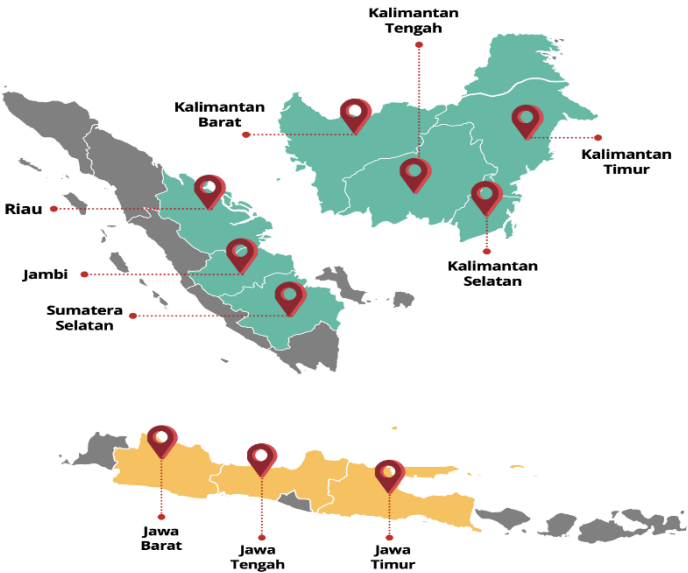 Kalimantan
Tengah
Kalimantan
Barat
Kalimantan
Timur
Riau
Jambi
Kalimantan
Selatan
Sumatera
Selatan
Jawa
Barat
Jawa
Tengah
Jawa
Timur